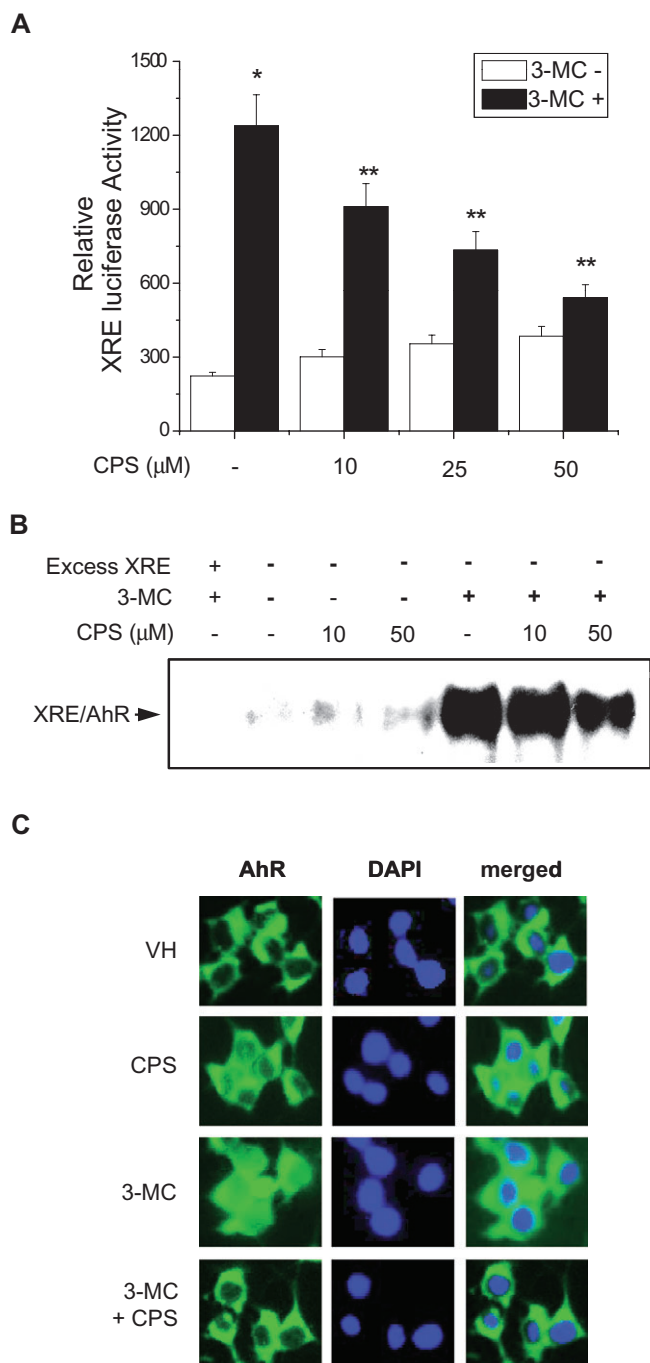 A
1500
1200
900
600
300
0
Relative
XRE luciferase Activity
3-MC -
3-MC +
*
**
**
**
CPS (μM) - 10 25 50
B
Excess XRE + - - - - - -
3-MC + - - - + + +
CPS (μM) - - 10 50 - 10 50
XRE/AhR
C
AhR DAPI merged
VH
CPS
3-MC
3-MC
+ CPS